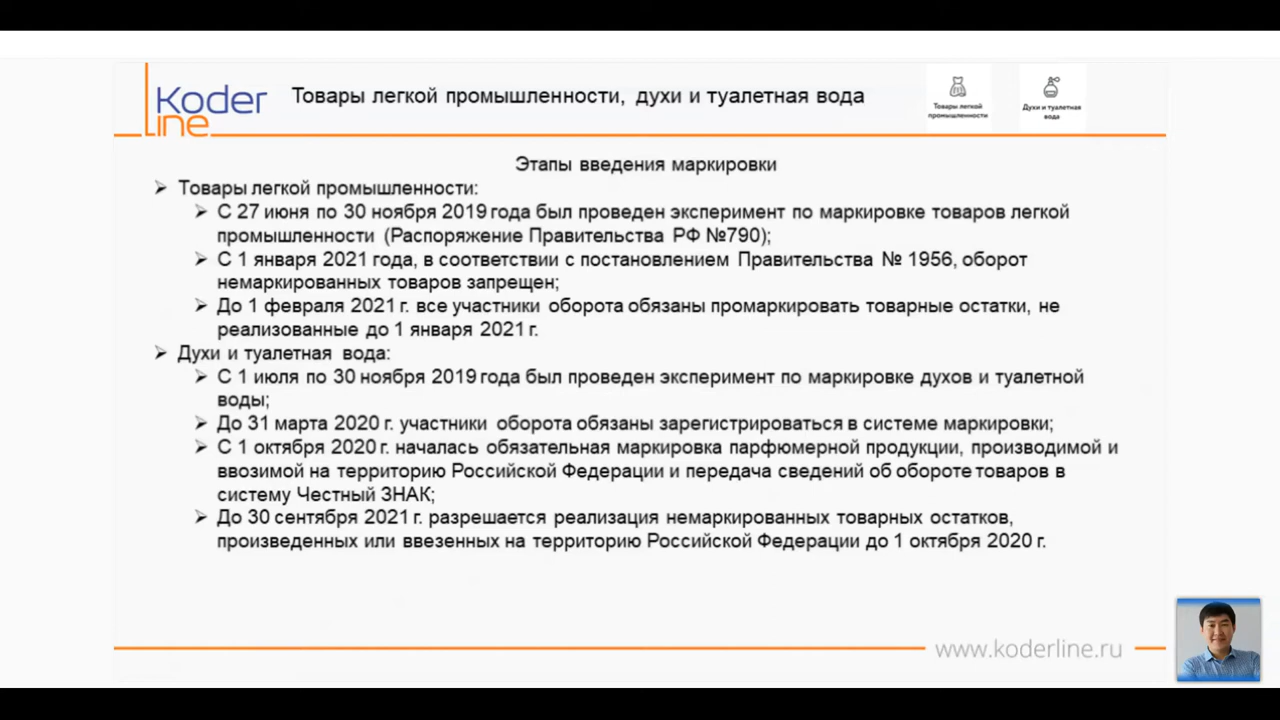 Koder
line
Товары легкой промышленности, духи и туалетная вода
Товары легкой
промышленности
Духи и туалетная
вода
Этапы введения маркировки
Товары легкой промышленности:
С 27 июня по 30 ноября 2019 года был проведен эксперимент по маркировке товаров легкой
промышленности (Распоряжение Правительства РФ №790);
С 1 января 2021 года, в соответствии с постановлением Правительства № 1956, оборот
немаркированных товаров запрещен;
До 1 февраля 2021 г. все участники оборота обязаны промаркировать товарные остатки, не
реализованные до 1 января 2021 г.
Духи и туалетная вода:
С 1 июля по 30 ноября 2019 года был проведен эксперимент по маркировке духов и туалетной
воды;
До 31 марта 2020 г. участники оборота обязаны зарегистрироваться в системе маркировки;
С 1 октября 2020 г. началась обязательная маркировка парфюмерной продукции, производимой и
ввозимой на территорию Российской Федерации и передача сведений об обороте товаров в
систему Честный ЗНАК;
До 30 сентября 2021 г. разрешается реализация немаркированных товарных остатков,
произведенных или ввезенных на территорию Российской Федерации до 1 октября 2020 г.
www.koderline.ru